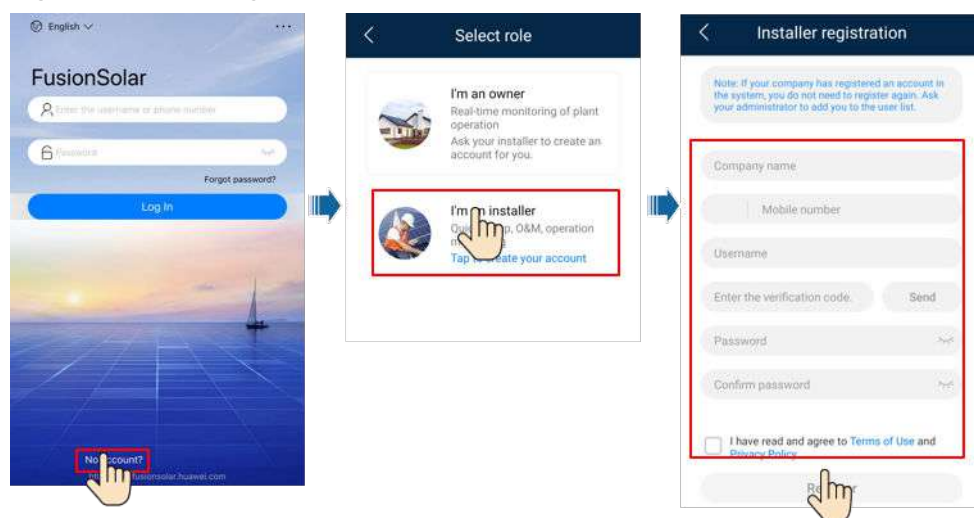 English
FusionSolar
Enter the username or phone number
Password
Forgot password?
Log In
No account?
fusionsolar.huawei.com
Select role
I'm an owner
Real-time monitoring of plant
operation
Ask your installer to create an
account for you.
I'm an installer
O&M, operation
Tap to create your account
Installer registration
Note: If your company has registered an account in
the system, you do not need to register again. Ask
your administrator to add you to the user list.
Company name
Mobile number
Username
Enter the verification code.
Send
Password
Confirm password
I have read and agree to Terms of Use and
Privacy Policy